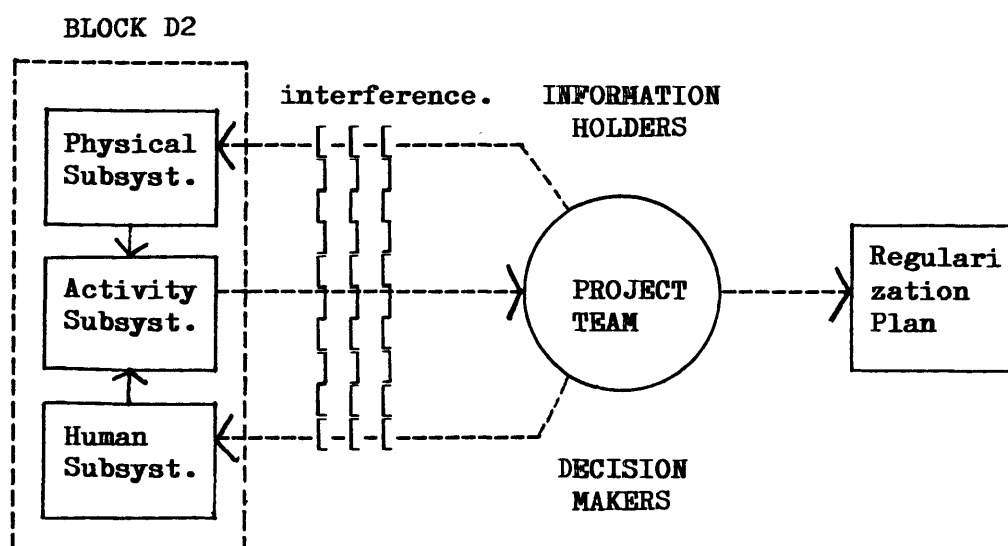 BLOCK D2
interference.
INFORMATION
HOLDERS
Physical
Subsyst.
Activity
Subsyst.
Human
Subsyst.
PROJECT
TEAM
Regulari
zation
Plan
DECISION
MAKERS